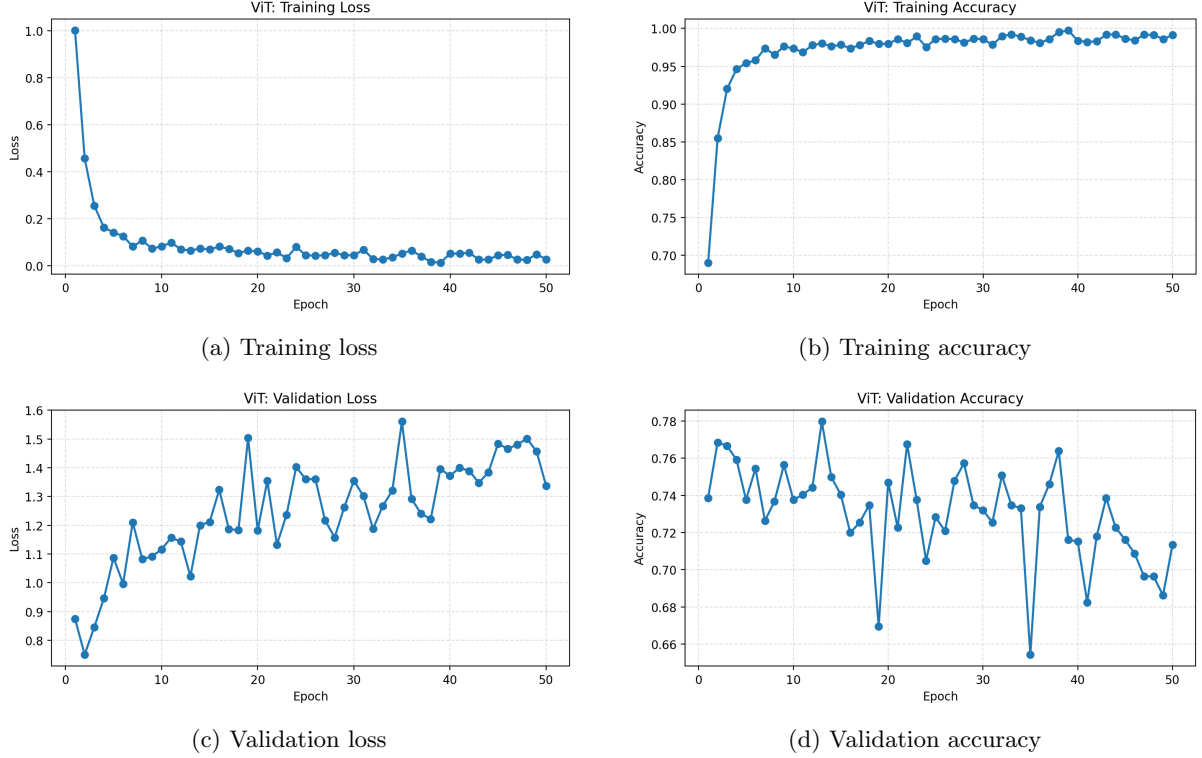 ViT: Training Loss
1.0
0.8
0.6
0.4
0.2
0.0
Loss
0 10 20 30 40 50
Epoch
(a) Training loss
ViT: Training Accuracy
1.00
0.95
0.90
0.85
0.80
0.75
0.70
Accuracy
0 10 20 30 40 50
Epoch
(b) Training accuracy
ViT: Validation Loss
1.6
1.5
1.4
1.3
1.2
1.1
1.0
0.9
0.8
Loss
0 10 20 30 40 50
Epoch
(c) Validation loss
ViT: Validation Accuracy
0.78
0.76
0.74
0.72
0.70
0.68
0.66
Accuracy
0 10 20 30 40 50
Epoch
(d) Validation accuracy